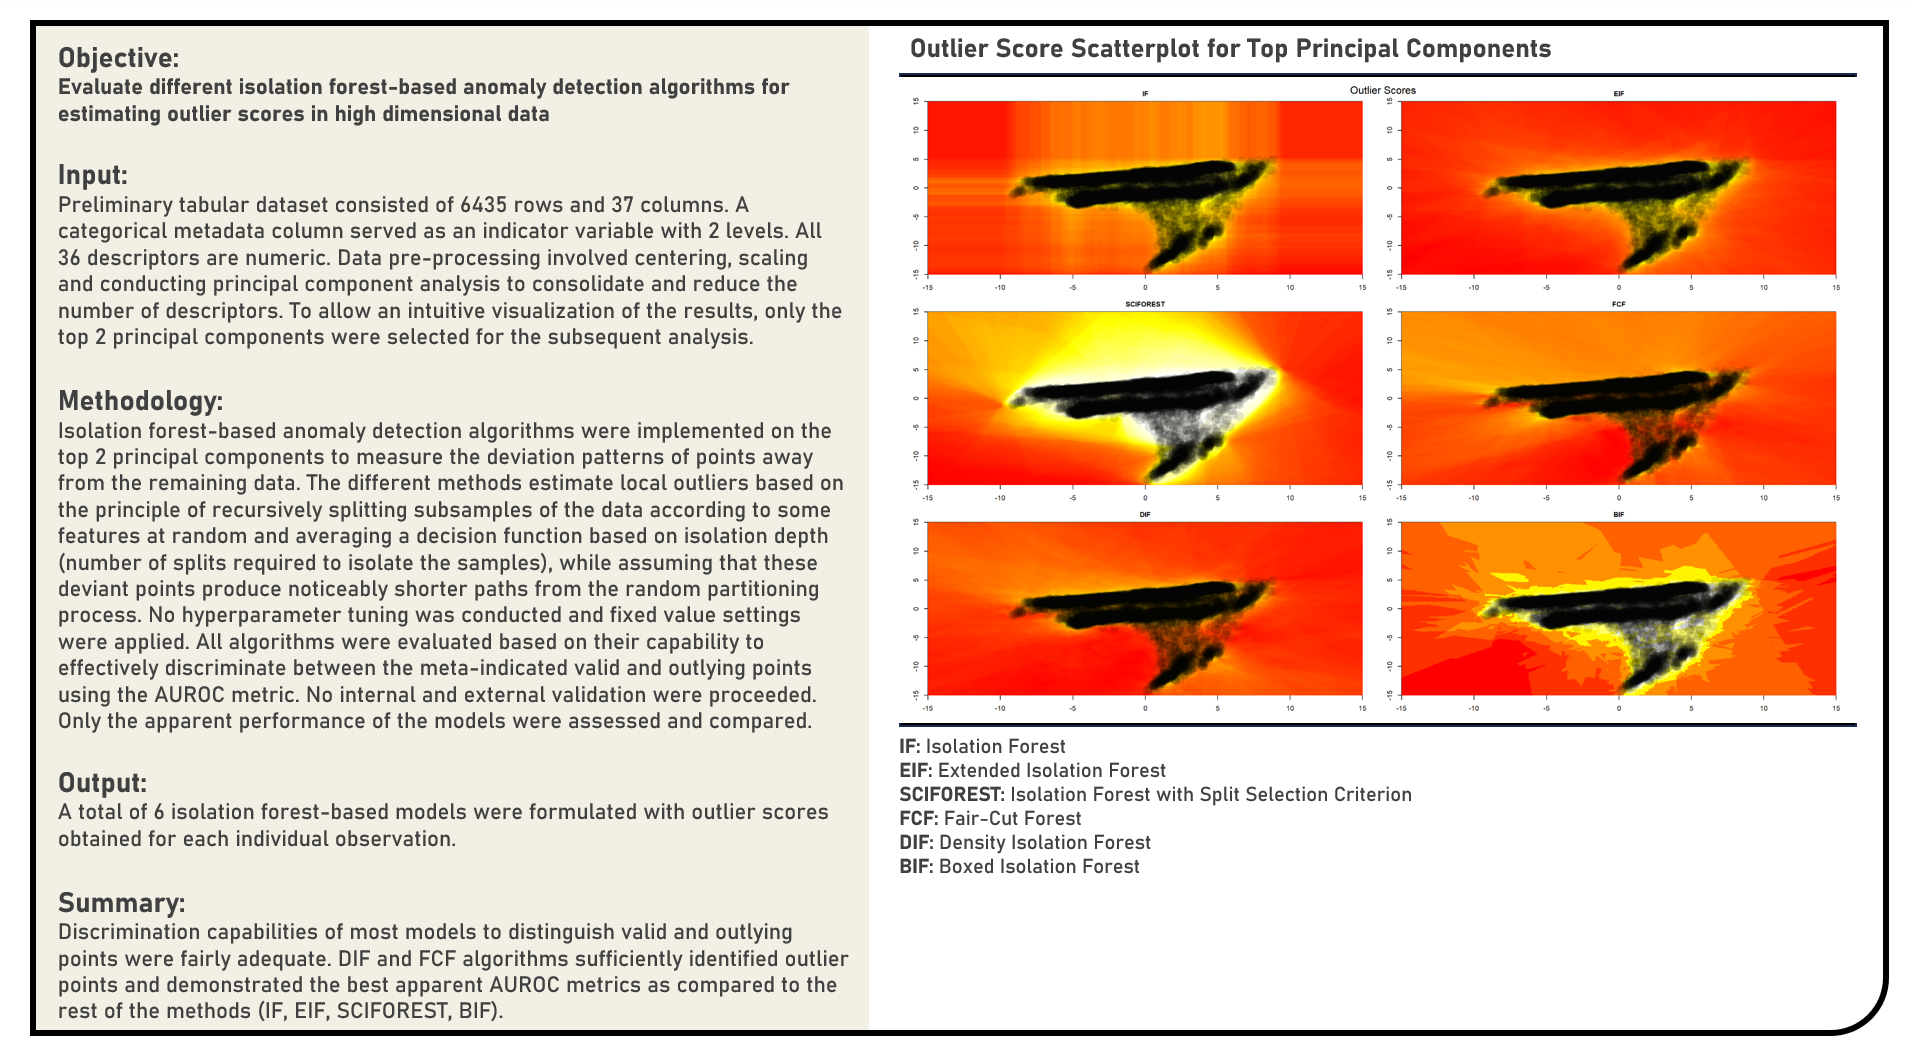 Objective:
Evaluate different isolation forest-based anomaly detection algorithms for
estimating outlier scores in high dimensional data
Input:
Preliminary tabular dataset consisted of 6435 rows and 37 columns. A
categorical metadata column served as an indicator variable with 2 levels. All
36 descriptors are numeric. Data pre-processing involved centering, scaling
and conducting principal component analysis to consolidate and reduce the
number of descriptors. To allow an intuitive visualization of the results, only the
top 2 principal components were selected for the subsequent analysis.
Methodology:
Isolation forest-based anomaly detection algorithms were implemented on the
top 2 principal components to measure the deviation patterns of points away
from the remaining data. The different methods estimate local outliers based on
the principle of recursively splitting subsamples of the data according to some
features at random and averaging a decision function based on isolation depth
(number of splits required to isolate the samples), while assuming that these
deviant points produce noticeably shorter paths from the random partitioning
process. No hyperparameter tuning was conducted and fixed value settings
were applied. All algorithms were evaluated based on their capability to
effectively discriminate between the meta-indicated valid and outlying points
using the AUROC metric. No internal and external validation were proceeded.
Only the apparent performance of the models were assessed and compared.
Output:
A total of 6 isolation forest-based models were formulated with outlier scores
obtained for each individual observation.
Summary:
Discrimination capabilities of most models to distinguish valid and outlying
points were fairly adequate. DIF and FCF algorithms sufficiently identified outlier
points and demonstrated the best apparent AUROC metrics as compared to the
rest of the methods (IF, EIF, SCIFOREST, BIF).
Outlier Score Scatterplot for Top Principal Components
Outlier Scores
IF
15
10
5
0
-5
-10
-15
-15 -10 -5 0 5 10 15
EIF
15
10
5
0
-5
-10
-15
-15 -10 -5 0 5 10 15
SCIFOREST
15
10
5
0
-5
-10
-15
-15 -10 -5 0 5 10 15
FCF
15
10
5
0
-5
-10
-15
-15 -10 -5 0 5 10 15
DIF
15
10
5
0
-5
-10
-15
-15 -10 -5 0 5 10 15
BIF
15
10
5
0
-5
-10
-15
-15 -10 -5 0 5 10 15
IF: Isolation Forest
EIF: Extended Isolation Forest
SCIFOREST: Isolation Forest with Split Selection Criterion
FCF: Fair-Cut Forest
DIF: Density Isolation Forest
BIF: Boxed Isolation Forest